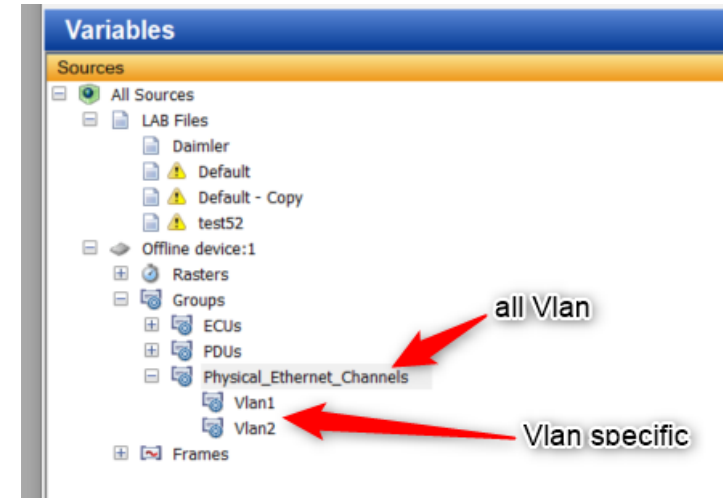 Variables
Sources
All Sources
LAB Files
Daimler
Default
Default - Copy
test52
Offline device:1
Rasters
Groups
all Vlan
ECUs
PDUs
Physical_Ethernet_Channels
Vlan1
Vlan2
Vlan specific
Frames